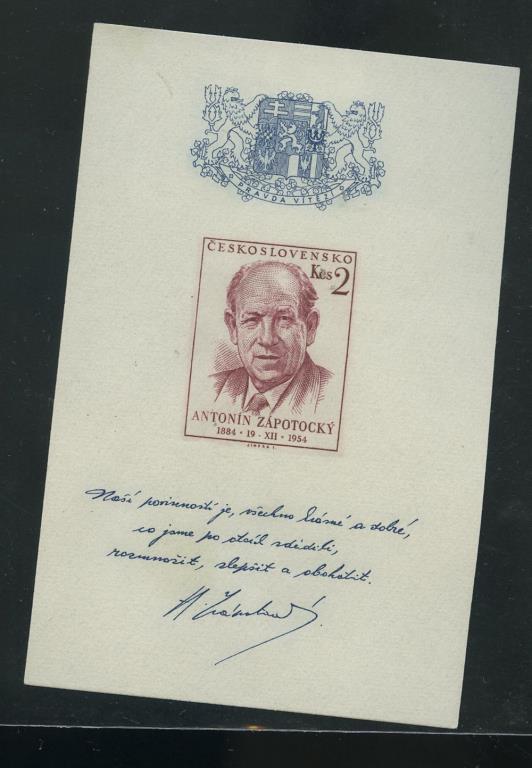 PRAVDA VÍTĚZÍ
ČESKOSLOVENSKO
Kčs 2
ANTONÍN ZÁPOTOCKÝ
1884 • 19 - XII • 1954
Naší povinností je, všechno krásné a dobré,
co jsme po otcích zdědili,
rozmnožit, zlepšit a obohatit.